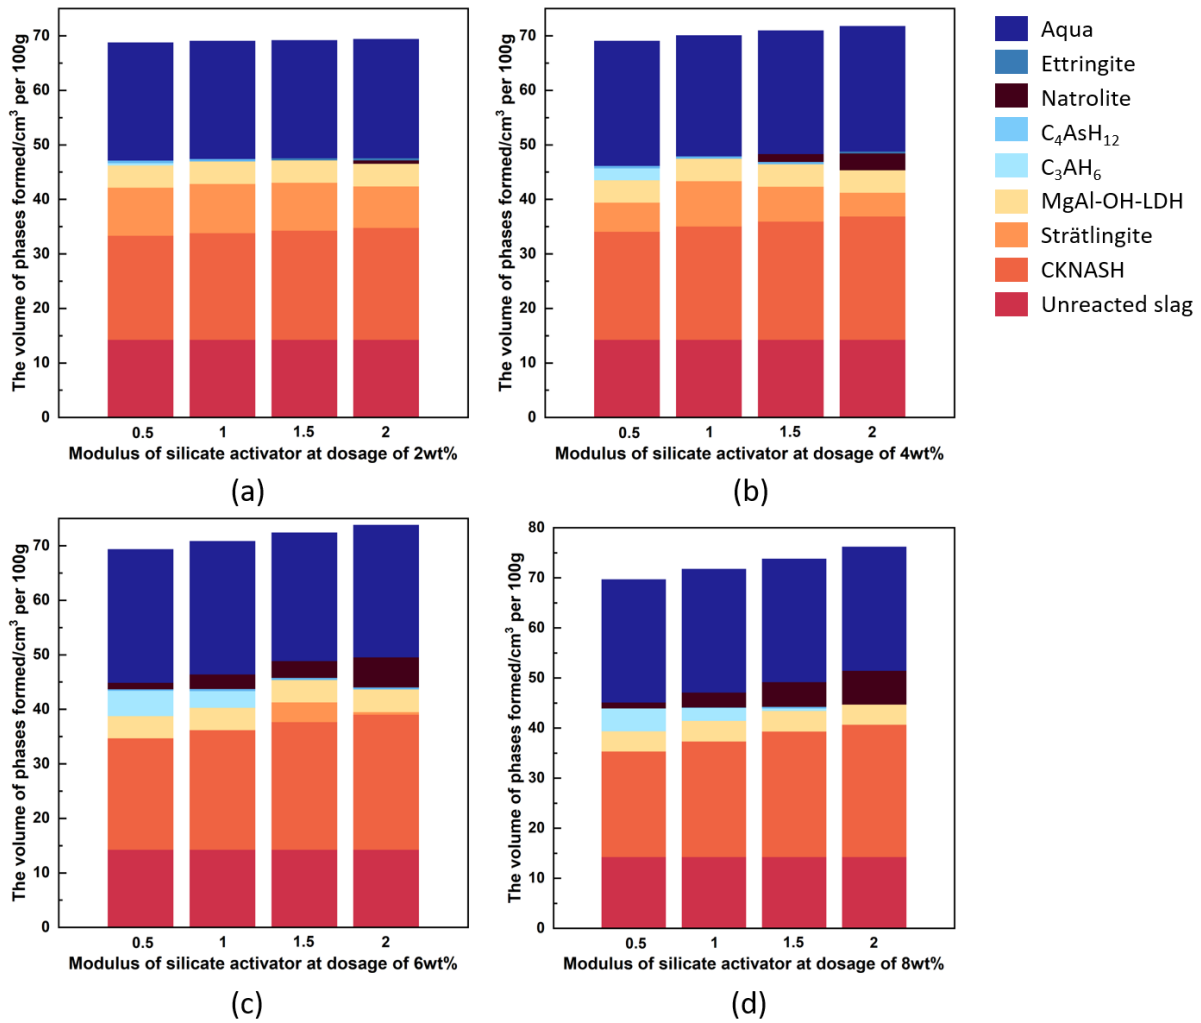 The volume of phases formed/cm³ per 100g
70
60
50
40
30
20
10
0
0.5 1 1.5 2
Modulus of silicate activator at dosage of 2wt%
(a)
The volume of phases formed/cm³ per 100g
70
60
50
40
30
20
10
0
0.5 1 1.5 2
Modulus of silicate activator at dosage of 4wt%
(b)
Aqua
Ettringite
Natrolite
C₄AsH₁₂
C₃AH₆
MgAl-OH-LDH
Strätlingite
CKNASH
Unreacted slag
The volume of phases formed/cm³ per 100g
70
60
50
40
30
20
10
0
0.5 1 1.5 2
Modulus of silicate activator at dosage of 6wt%
(c)
The volume of phases formed/cm³ per 100g
80
70
60
50
40
30
20
10
0
0.5 1 1.5 2
Modulus of silicate activator at dosage of 8wt%
(d)